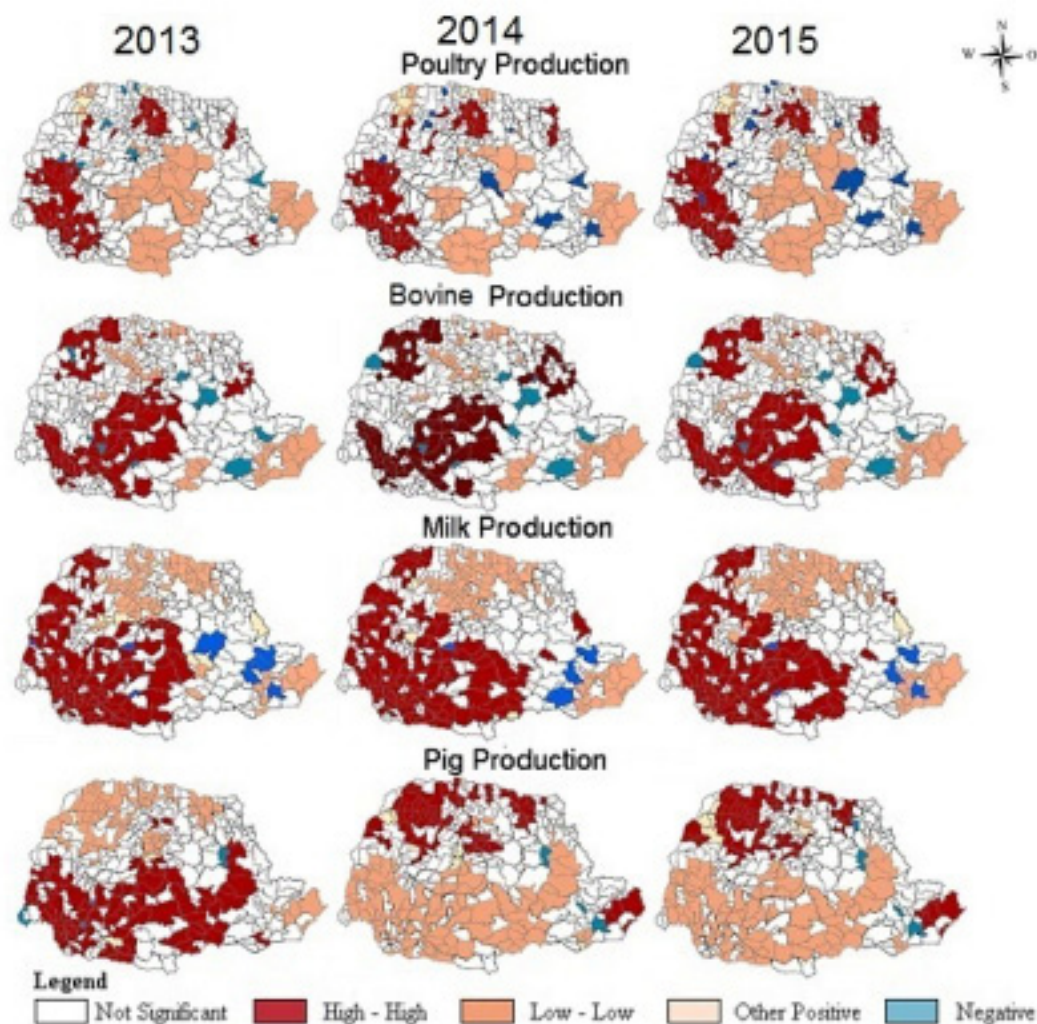 2013 2014 2015
N
W O
S
Poultry Production
Bovine Production
Milk Production
Pig Production
Legend
Not Significant High - High Low - Low Other Positive Negative